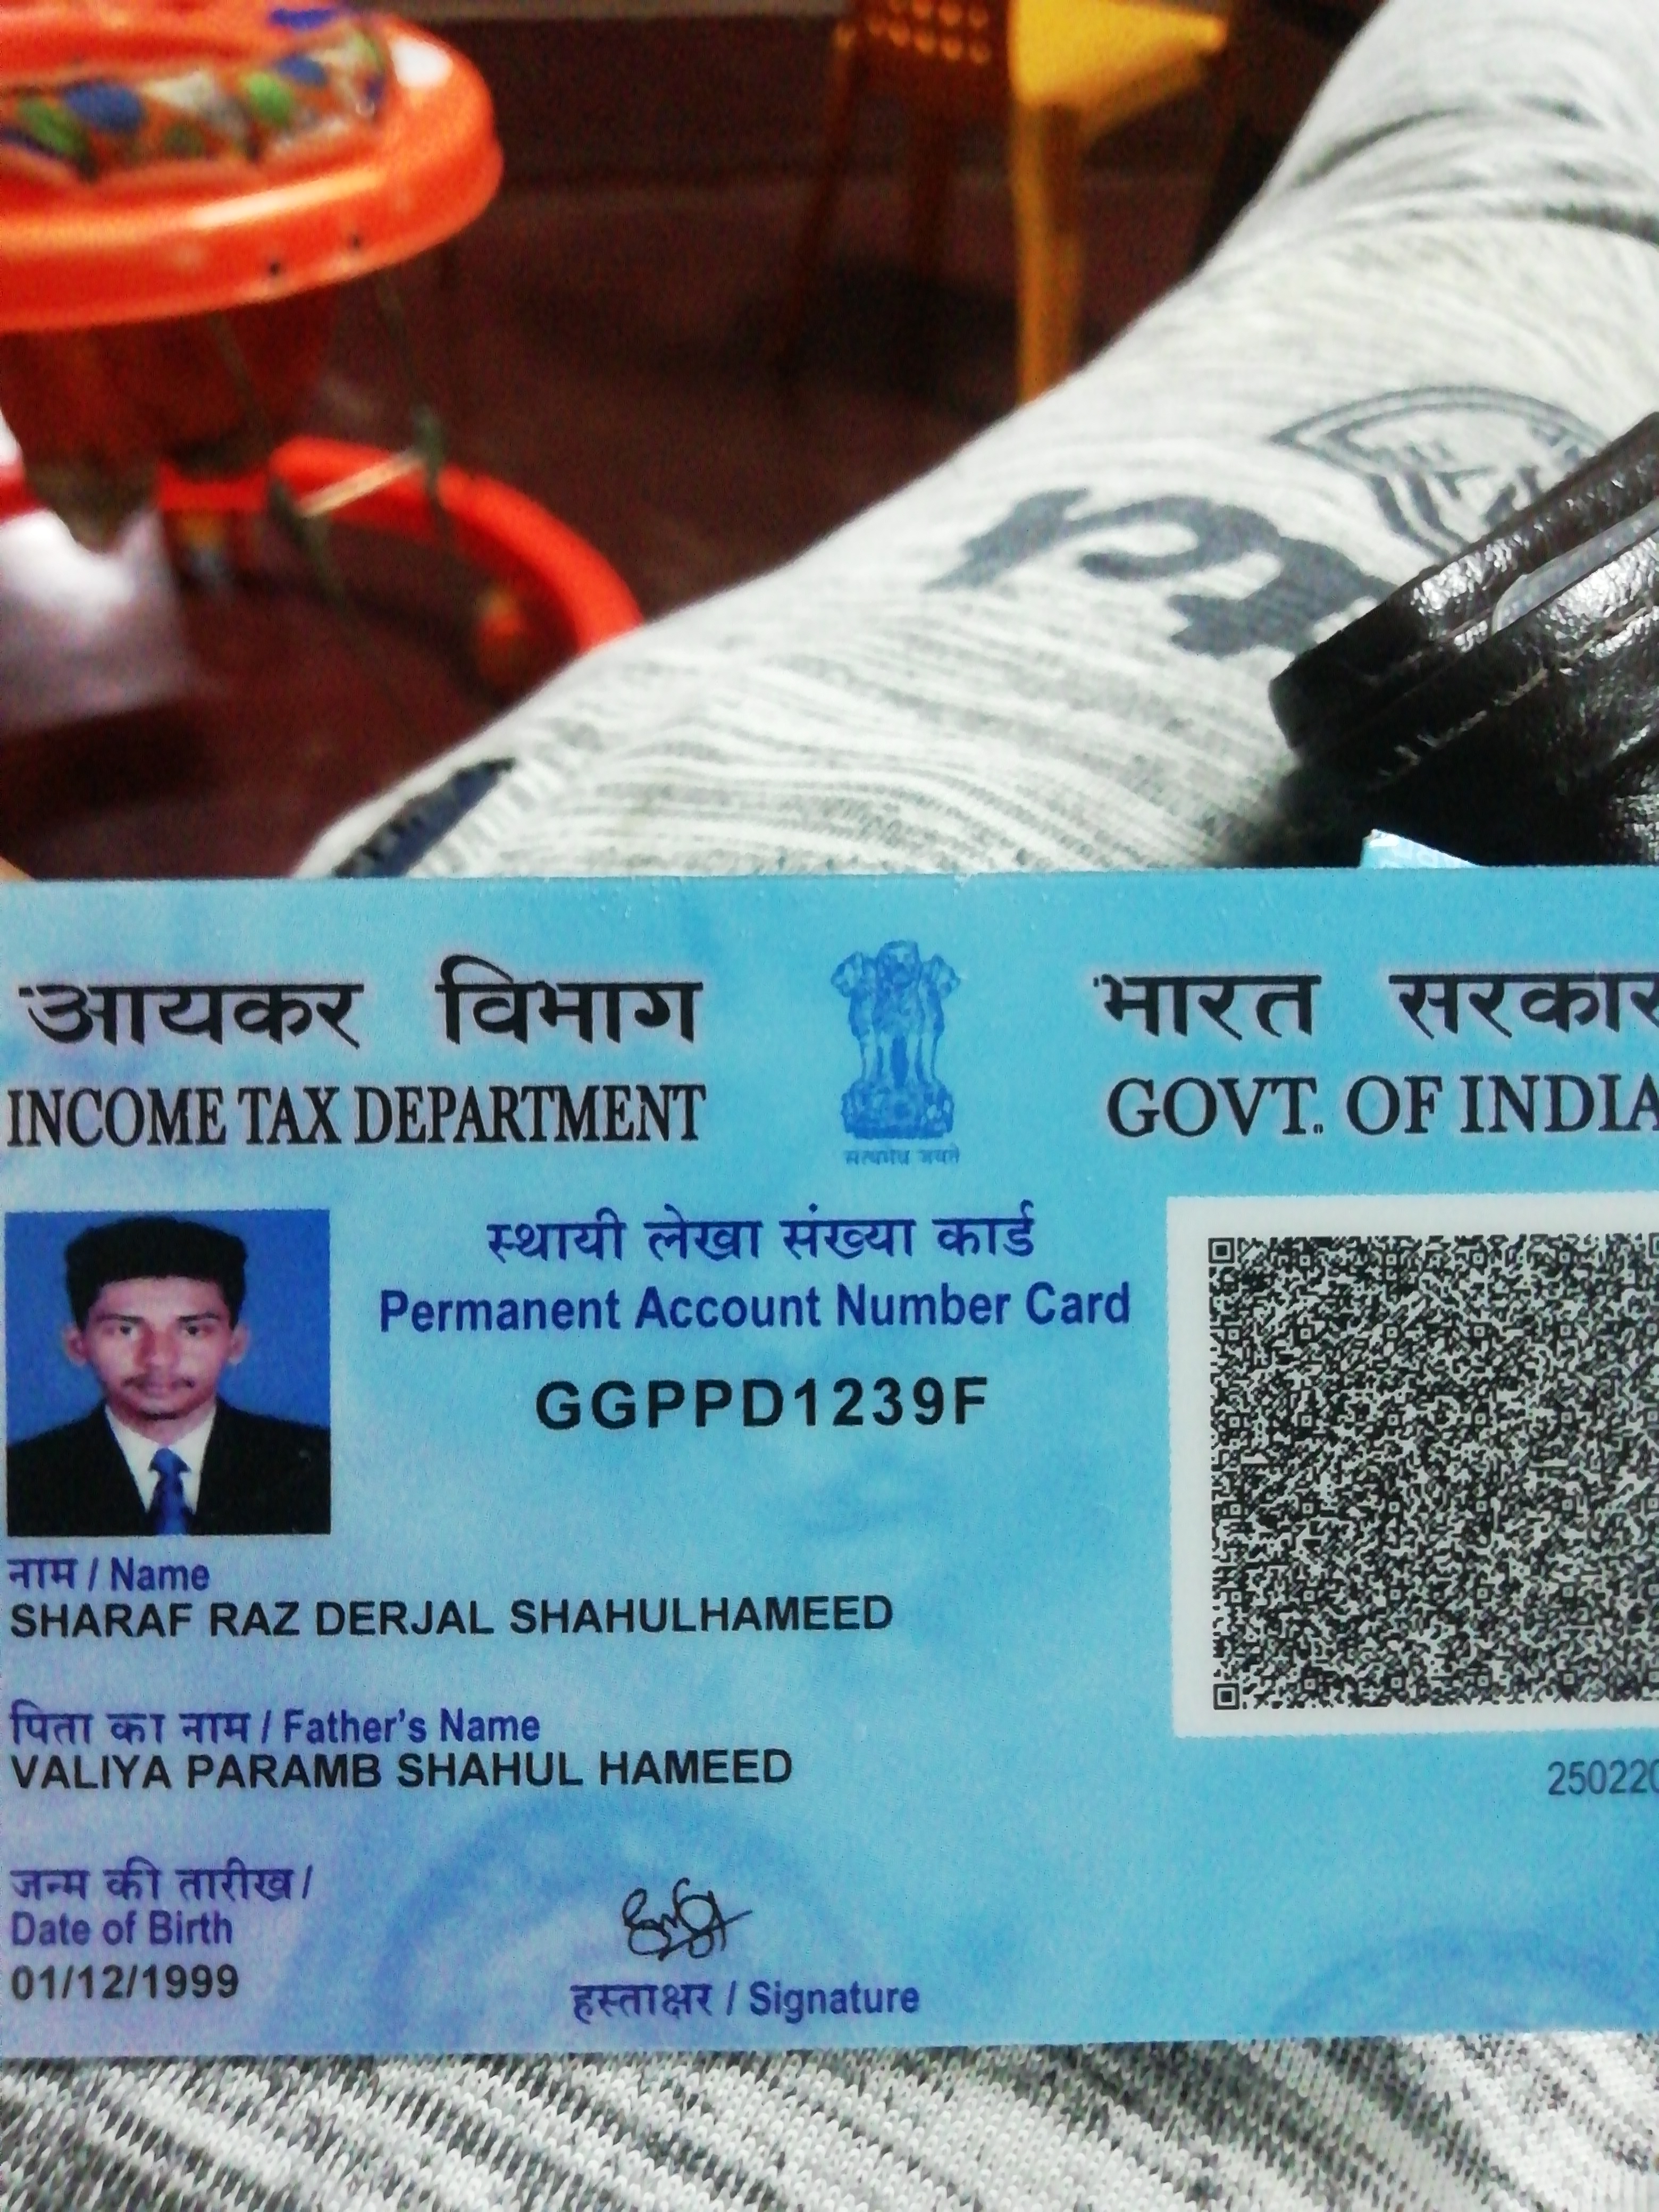 आयकर विभाग
INCOME TAX DEPARTMENT
सत्यमेव जयते
भारत सरकार
GOVT. OF INDIA
स्थायी लेखा संख्या कार्ड
Permanent Account Number Card
GGPPD1239F
नाम / Name
SHARAF RAZ DERJAL SHAHULHAMEED
पिता का नाम / Father's Name
VALIYA PARAMB SHAHUL HAMEED
250220
जन्म की तारीख /
Date of Birth
01/12/1999
हस्ताक्षर / Signature